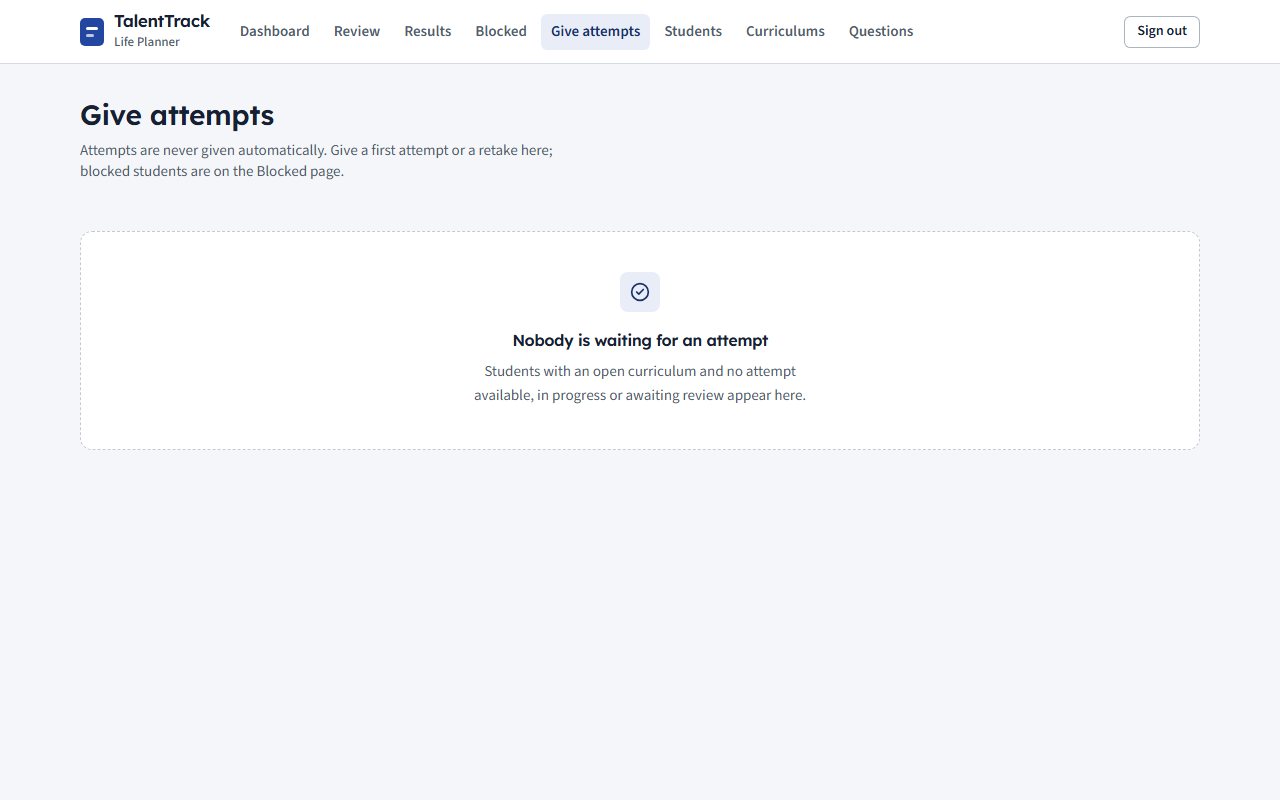 TalentTrack
Life Planner
Dashboard
Review
Results
Blocked
Give attempts
Students
Curriculums
Questions
Sign out
Give attempts
Attempts are never given automatically. Give a first attempt or a retake here;
blocked students are on the Blocked page.
Nobody is waiting for an attempt
Students with an open curriculum and no attempt
available, in progress or awaiting review appear here.